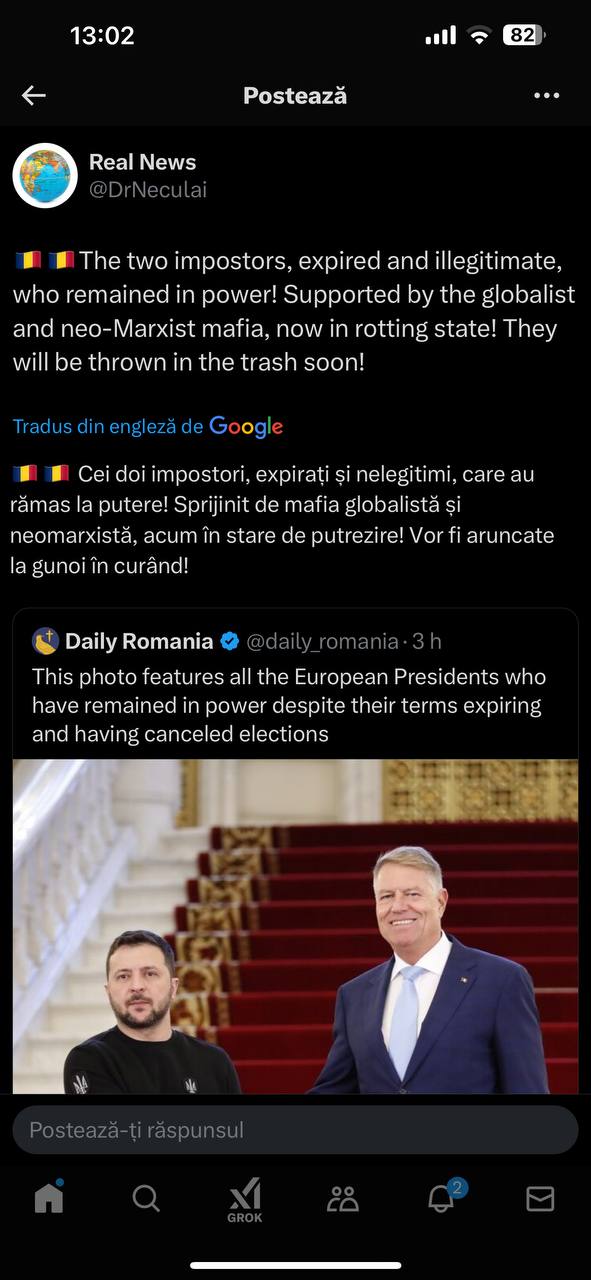 13:02
82
Postează
Real News
@DrNeculai
🇷🇴 🇷🇴 The two impostors, expired and illegitimate,
who remained in power! Supported by the globalist
and neo-Marxist mafia, now in rotting state! They
will be thrown in the trash soon!
Tradus din engleză de Google
🇷🇴 🇷🇴 Cei doi impostori, expirați și nelegitimi, care au
rămas la putere! Sprijinit de mafia globalistă și
neomarxistă, acum în stare de putrezire! Vor fi aruncate
la gunoi în curând!
Daily Romania @daily_romania · 3 h
This photo features all the European Presidents who
have remained in power despite their terms expiring
and having canceled elections
Postează-ți răspunsul
GROK
2